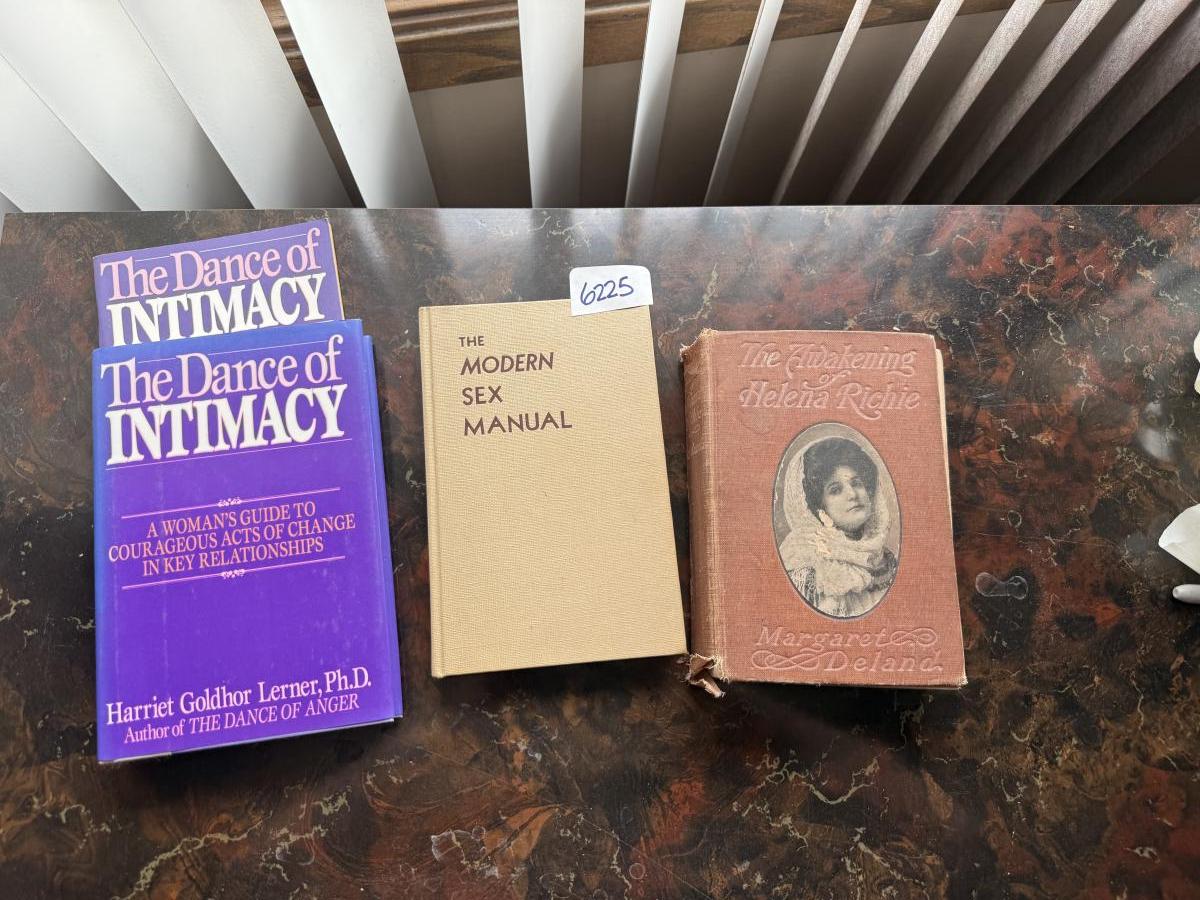 The Dance of
INTIMACY
The Dance of
INTIMACY
A WOMAN'S GUIDE TO
COURAGEOUS ACTS OF CHANGE
IN KEY RELATIONSHIPS
Harriet Goldhor Lerner, Ph.D.
Author of THE DANCE OF ANGER
6225
THE
MODERN
SEX
MANUAL
The Awakening
of
Helena Richie
Margaret
Deland